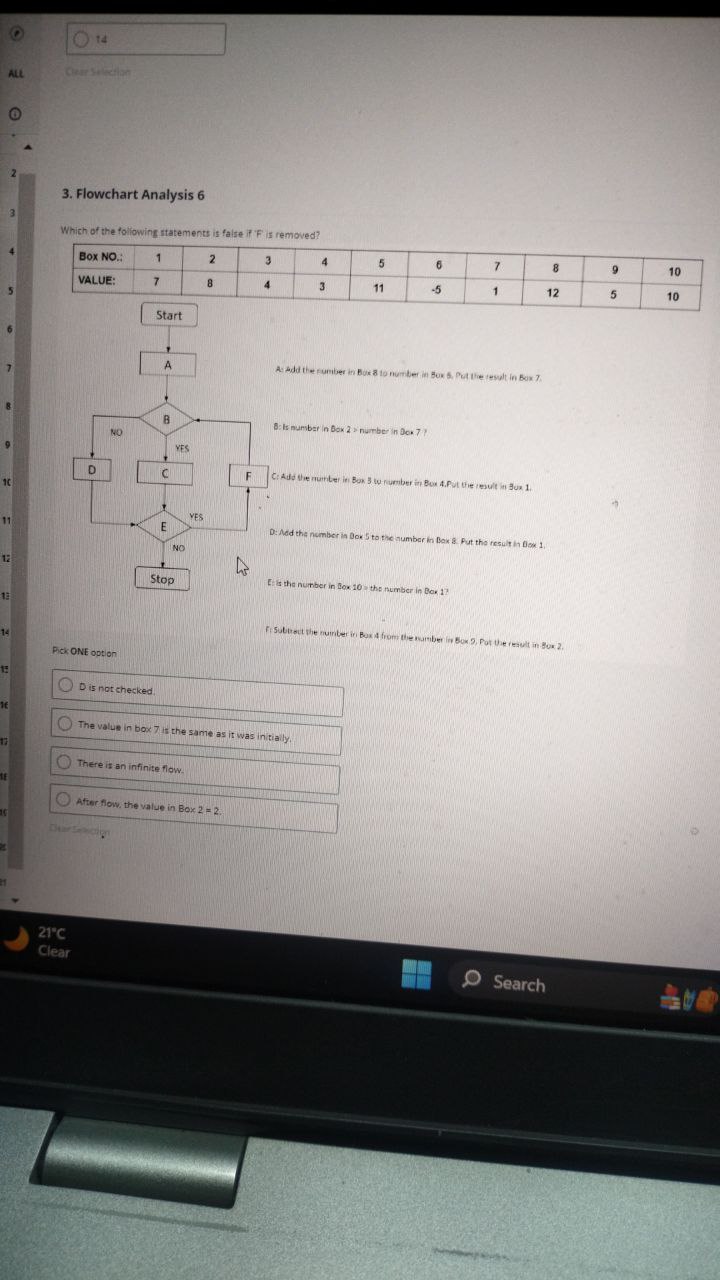 14
ALL
Clear Selection
3. Flowchart Analysis 6
Which of the following statements is false if 'F' is removed?
Box NO.: 1 2 3 4 5 6 7 8 9 10
VALUE: 7 8 4 3 11 -5 1 12 5 10
Start
A
A: Add the number in Box 8 to number in Box 6. Put the result in Box 7.
B
B: Is number in Box 2 > number in Box 7 ?
NO
YES
D
C
F
C: Add the number in Box 3 to number in Box 4.Put the result in Box 1.
YES
E
D: Add the number in Box 5 to the number in Box 8. Put the result in Box 1.
NO
Stop
E: Is the number in Box 10 > the number in Box 1?
F: Subtract the number in Box 4 from the number in Box 9. Put the result in Box 2.
Pick ONE option
D is not checked.
The value in box 7 is the same as it was initially.
There is an infinite flow.
After flow, the value in Box 2 = 2.
Clear Selection
2
3
4
5
6
7
8
9
10
11
12
13
14
15
16
17
18
19
21°C
Clear
Search